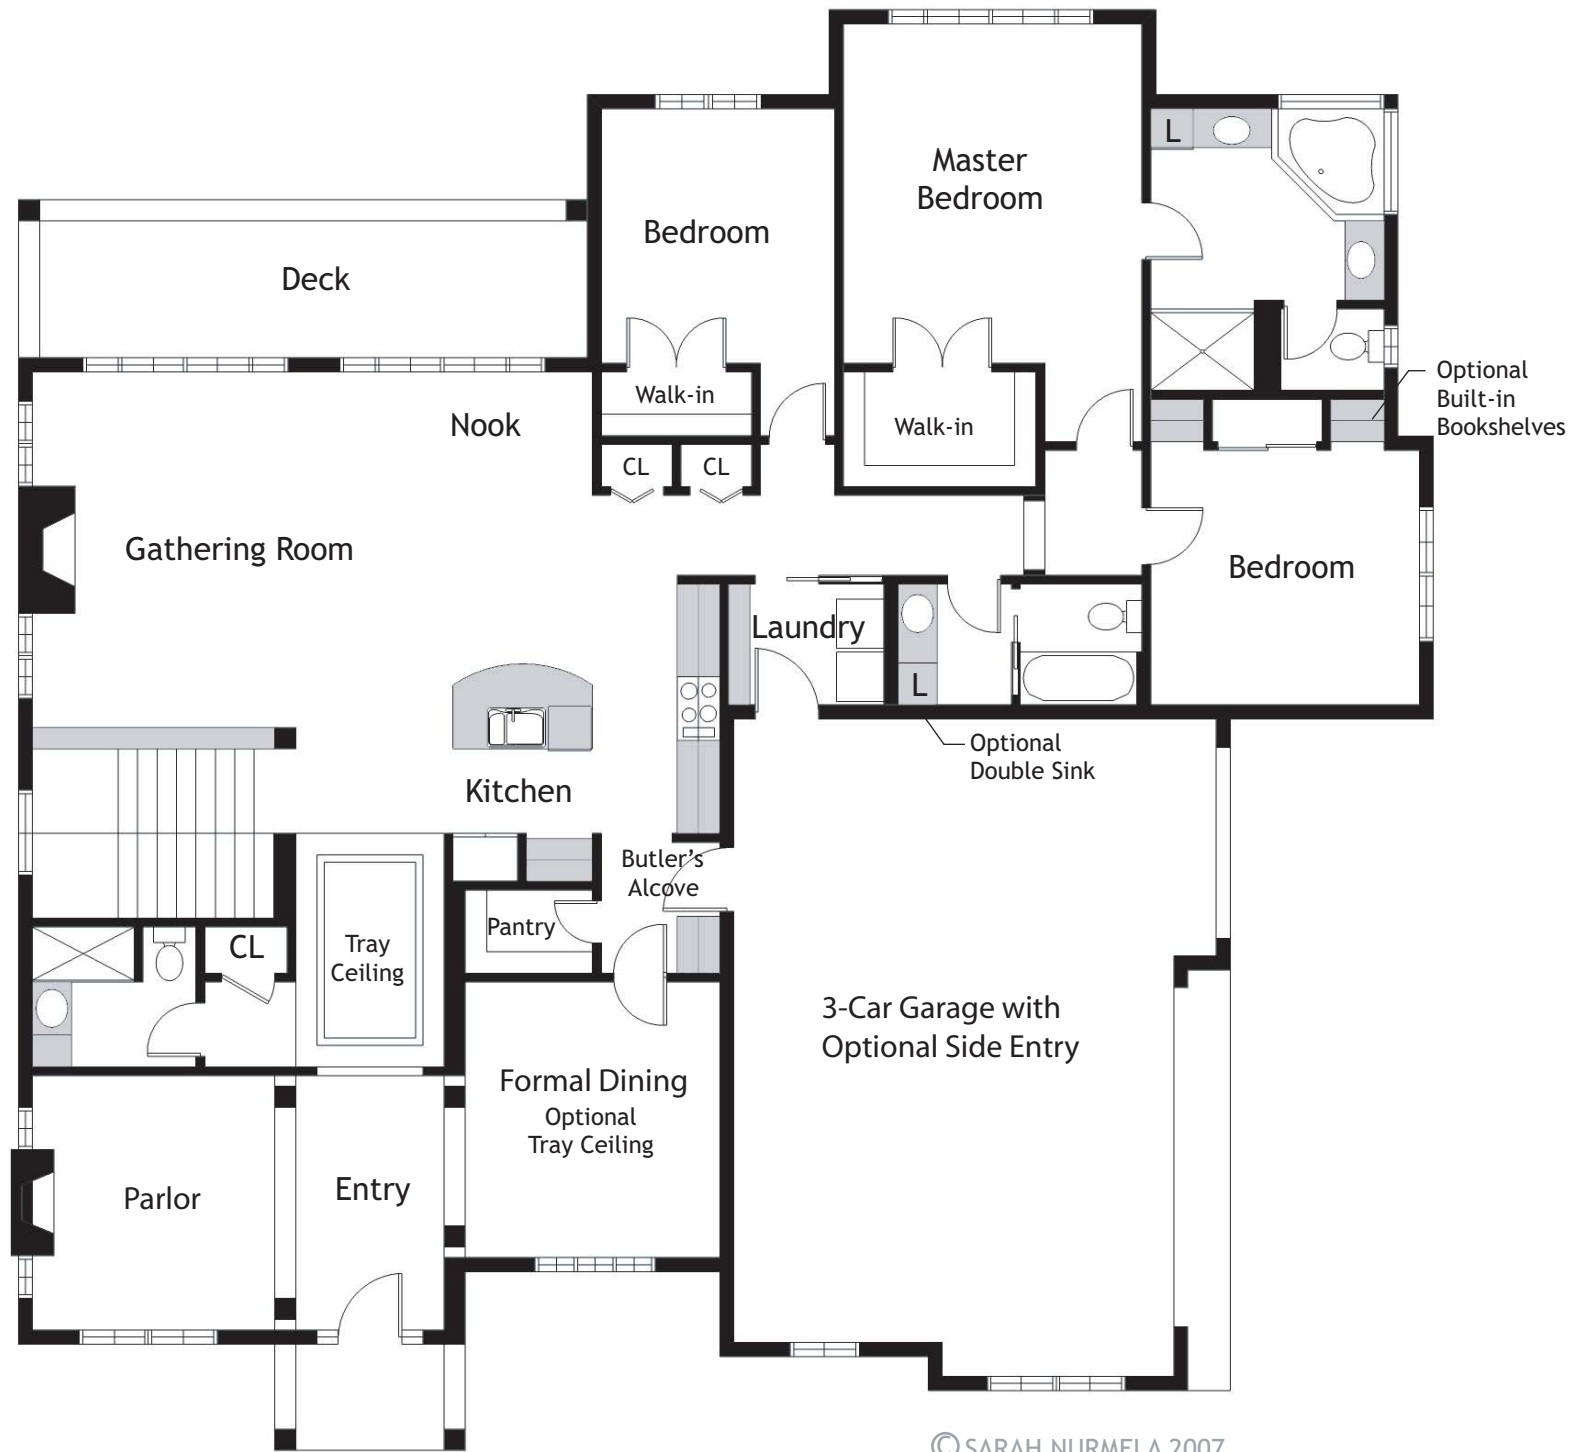 Master
Bedroom
L
Bedroom
Deck
Optional
Built-in
Bookshelves
Walk-in
Nook
Walk-in
CL
CL
Gathering Room
Bedroom
Laundry
L
Optional
Double Sink
Kitchen
Butler's
Alcove
Pantry
CL
Tray
Ceiling
3-Car Garage with
Optional Side Entry
Formal Dining
Optional
Tray Ceiling
Parlor
Entry
© SARAH NURMELA 2007